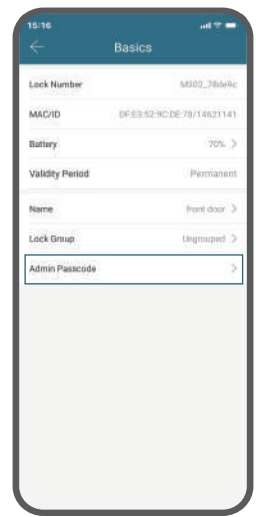 15:16
Basics
Lock Number
MAC/ID
Battery 70%
Validity Period Permanent
Name front door
Lock Group Ungrouped
Admin Passcode